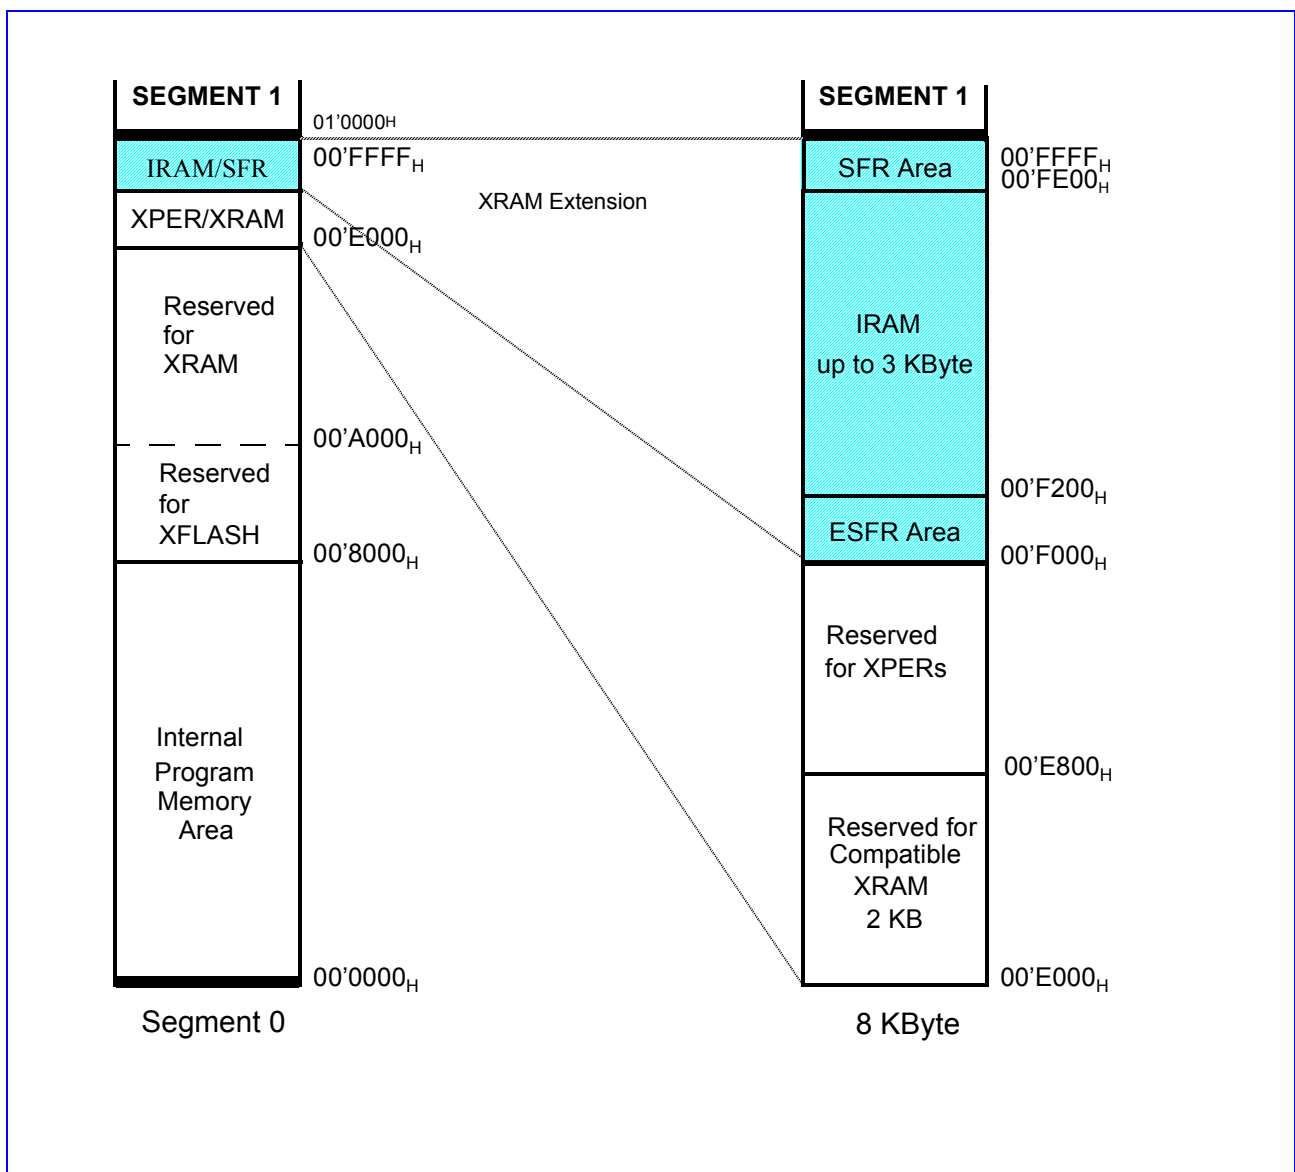 SEGMENT 1
01'0000H
00'FFFFH
IRAM/SFR
XPER/XRAM
00'E000H
Reserved
for
XRAM
00'A000H
Reserved
for
XFLASH
00'8000H
Internal
Program
Memory
Area
00'0000H
Segment 0
XRAM Extension
SEGMENT 1
SFR Area
00'FFFFH
00'FE00H
IRAM
up to 3 KByte
00'F200H
ESFR Area
00'F000H
Reserved
for XPERs
00'E800H
Reserved for
Compatible
XRAM
2 KB
00'E000H
8 KByte